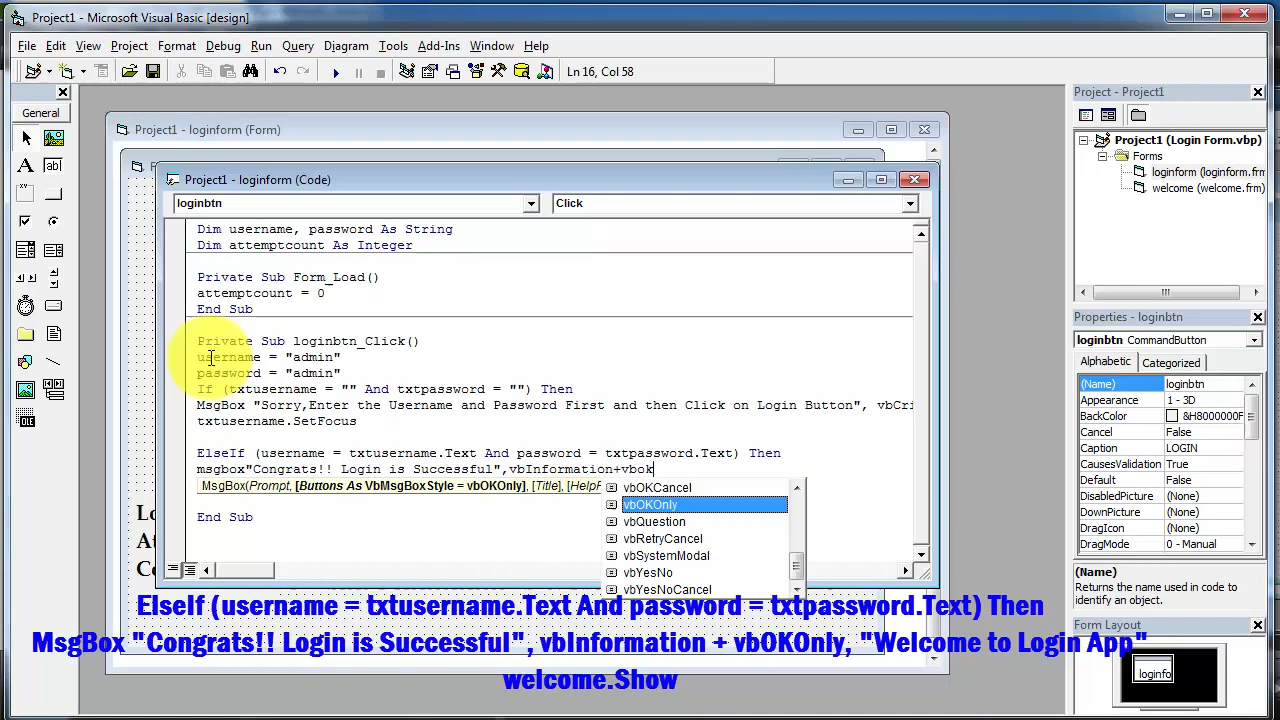 Project1 - Microsoft Visual Basic [design]
File Edit View Project Format Debug Run Query Diagram Tools Add-Ins Window Help
Ln 16, Col 58
General
Project1 - loginform (Form)
Project1 - loginform (Code)
loginbtn
Click
Dim username, password As String
Dim attemptcount As Integer
Private Sub Form_Load()
attemptcount = 0
End Sub
Private Sub loginbtn_Click()
username = "admin"
password = "admin"
If (txtusername = "" And txtpassword = "") Then
MsgBox "Sorry,Enter the Username and Password First and then Click on Login Button", vbCri
txtusername.SetFocus
ElseIf (username = txtusername.Text And password = txtpassword.Text) Then
msgbox"Congrats!! Login is Successful",vbInformation+vbok
MsgBox(Prompt, [Buttons As VbMsgBoxStyle = vbOKOnly], [Title], [HelpF
vbOKCancel
vbOKOnly
vbQuestion
vbRetryCancel
vbSystemModal
vbYesNo
vbYesNoCancel
End Sub
Lo
At
Co
Project - Project1
Project1 (Login Form.vbp)
Forms
loginform (loginform.frm
welcome (welcome.frm)
Properties - loginbtn
loginbtn CommandButton
Alphabetic Categorized
(Name) loginbtn
Appearance 1 - 3D
BackColor &H8000000F
Cancel False
Caption LOGIN
CausesValidation True
Default False
DisabledPicture (None)
DownPicture (None)
DragIcon (None)
DragMode 0 - Manual
(Name)
Returns the name used in code to
identify an object.
Form Layout
loginfo
ElseIf (username = txtusername.Text And password = txtpassword.Text) Then
MsgBox "Congrats!! Login is Successful", vbInformation + vbOKOnly, "Welcome to Login App"
welcome.Show